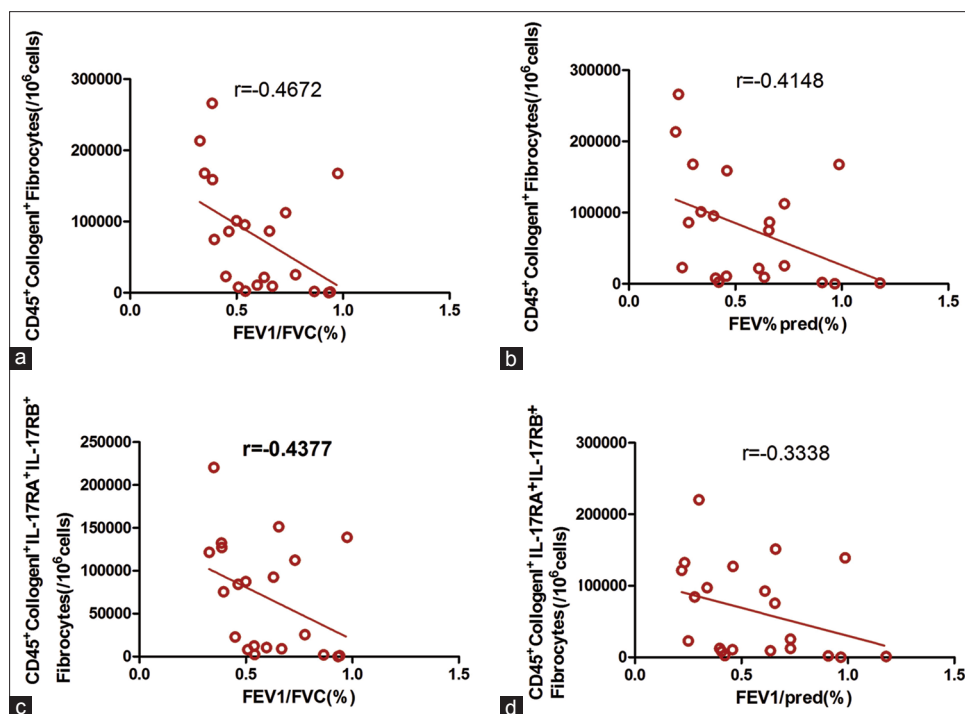 CD45+CollagenI+Fibrocytes(/10^6cells)
300000
200000
100000
0
r=-0.4672
0.0 0.5 1.0 1.5
FEV1/FVC(%)
a
CD45+CollagenI+Fibrocytes(/10^6cells)
300000
200000
100000
0
r=-0.4148
0.0 0.5 1.0 1.5
FEV%pred(%)
b
CD45+CollagenI+IL-17RA+IL-17RB+
Fibrocytes(/10^6cells)
250000
200000
150000
100000
50000
0
r=-0.4377
0.0 0.5 1.0 1.5
FEV1/FVC(%)
c
CD45+CollagenI+IL-17RA+IL-17RB+
Fibrocytes(/10^6cells)
300000
200000
100000
0
r=-0.3338
0.0 0.5 1.0 1.5
FEV1/pred(%)
d